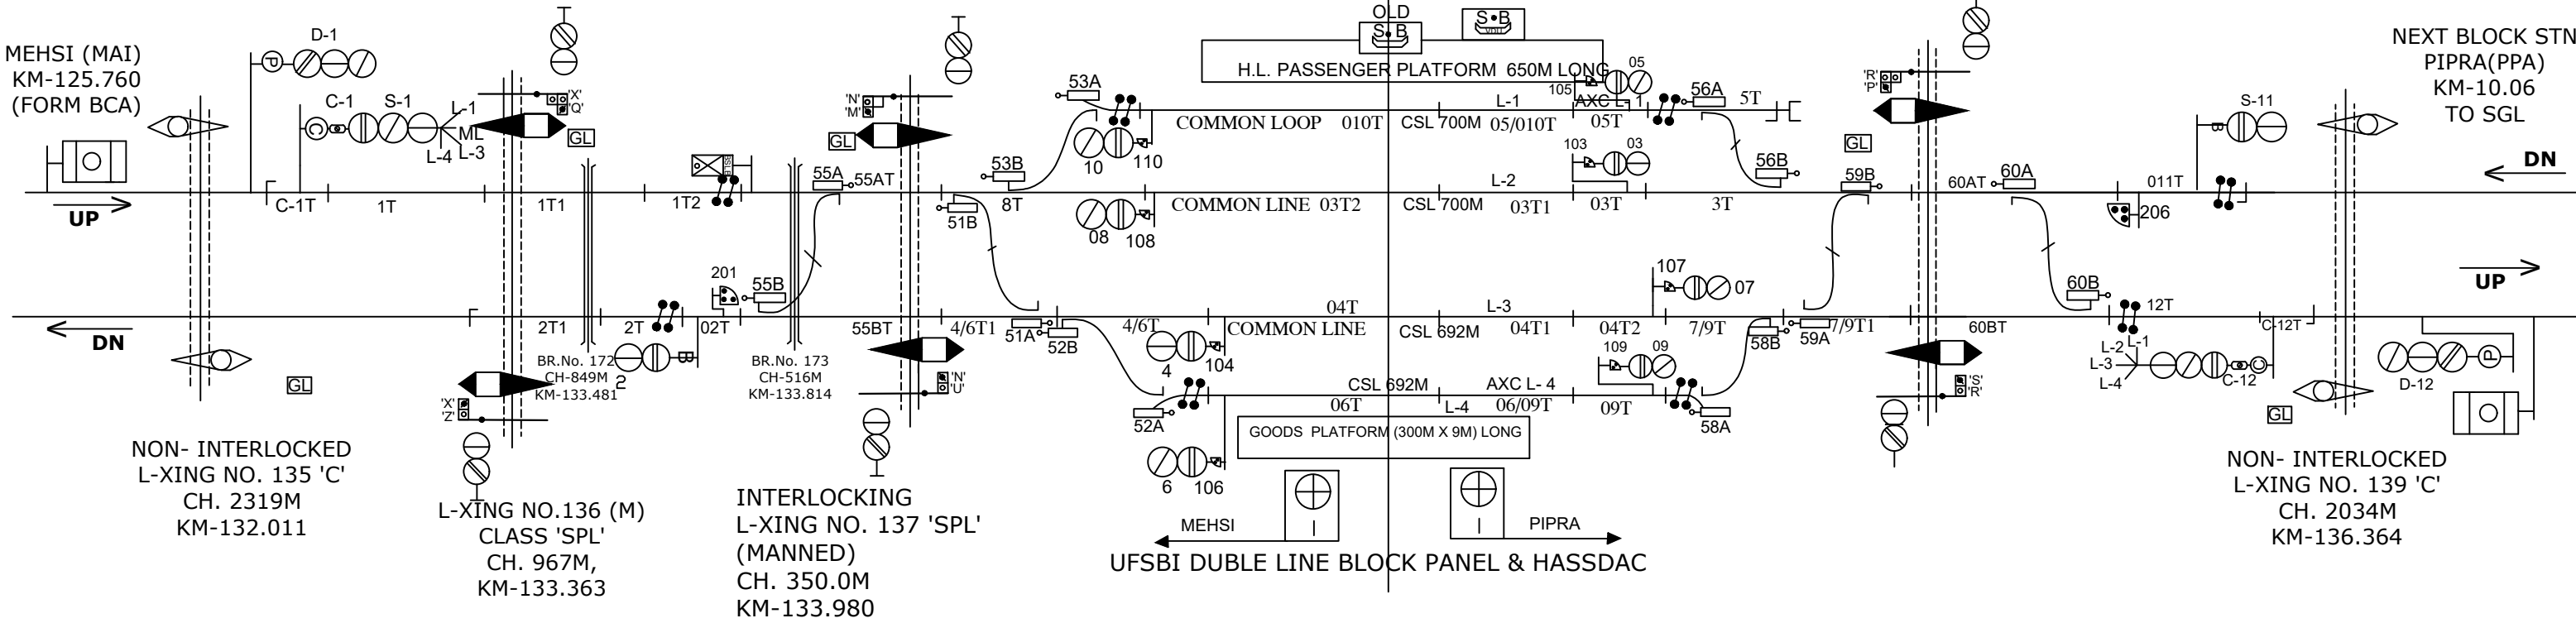 MEHSI (MAI)
KM-125.760
(FORM BCA)
D-1
P
C-1
S-1
C
L-1
ML
L-3
L-4
'X'
'Q'
GL
'N'
'M'
GL
OLD
S B
S B
VDU
H.L. PASSENGER PLATFORM 650M LONG
53A
105
05
56A
5T
L-1
AXC L-1
COMMON LOOP 010T
CSL 700M
05/010T
05T
10
110
'R'
'P'
GL
S-11
B
NEXT BLOCK STN
PIPRA(PPA)
KM-10.06
TO SGL
DN
UP
C-1T
1T
1T1
1T2
55A
55AT
53B
8T
51B
08
108
L-2
COMMON LINE 03T2
CSL 700M
03T1
103
03
03T
3T
56B
59B
60AT
60A
011T
206
UP
201
55B
107
07
60B
DN
2T1
2T
02T
55BT
4/6T1
51A
52B
4/6T
04T
L-3
COMMON LINE
CSL 692M
04T1
04T2
7/9T
58B
59A
7/9T1
60BT
12T
C-12T
BR.No. 172
CH-849M
KM-133.481
2
B
BR.No. 173
CH-516M
KM-133.814
4
104
109
09
L-2
L-1
L-3
L-4
C-12
C
D-12
P
GL
'X'
'Z'
'N'
'U'
CSL 692M
AXC L- 4
52A
06T
L-4
06/09T
09T
58A
'S'
'R'
GL
GOODS PLATFORM (300M X 9M) LONG
6
106
NON- INTERLOCKED
L-XING NO. 135 'C'
CH. 2319M
KM-132.011
L-XING NO.136 (M)
CLASS 'SPL'
CH. 967M,
KM-133.363
INTERLOCKING
L-XING NO. 137 'SPL'
(MANNED)
CH. 350.0M
KM-133.980
MEHSI
PIPRA
UFSBI DUBLE LINE BLOCK PANEL & HASSDAC
NON- INTERLOCKED
L-XING NO. 139 'C'
CH. 2034M
KM-136.364